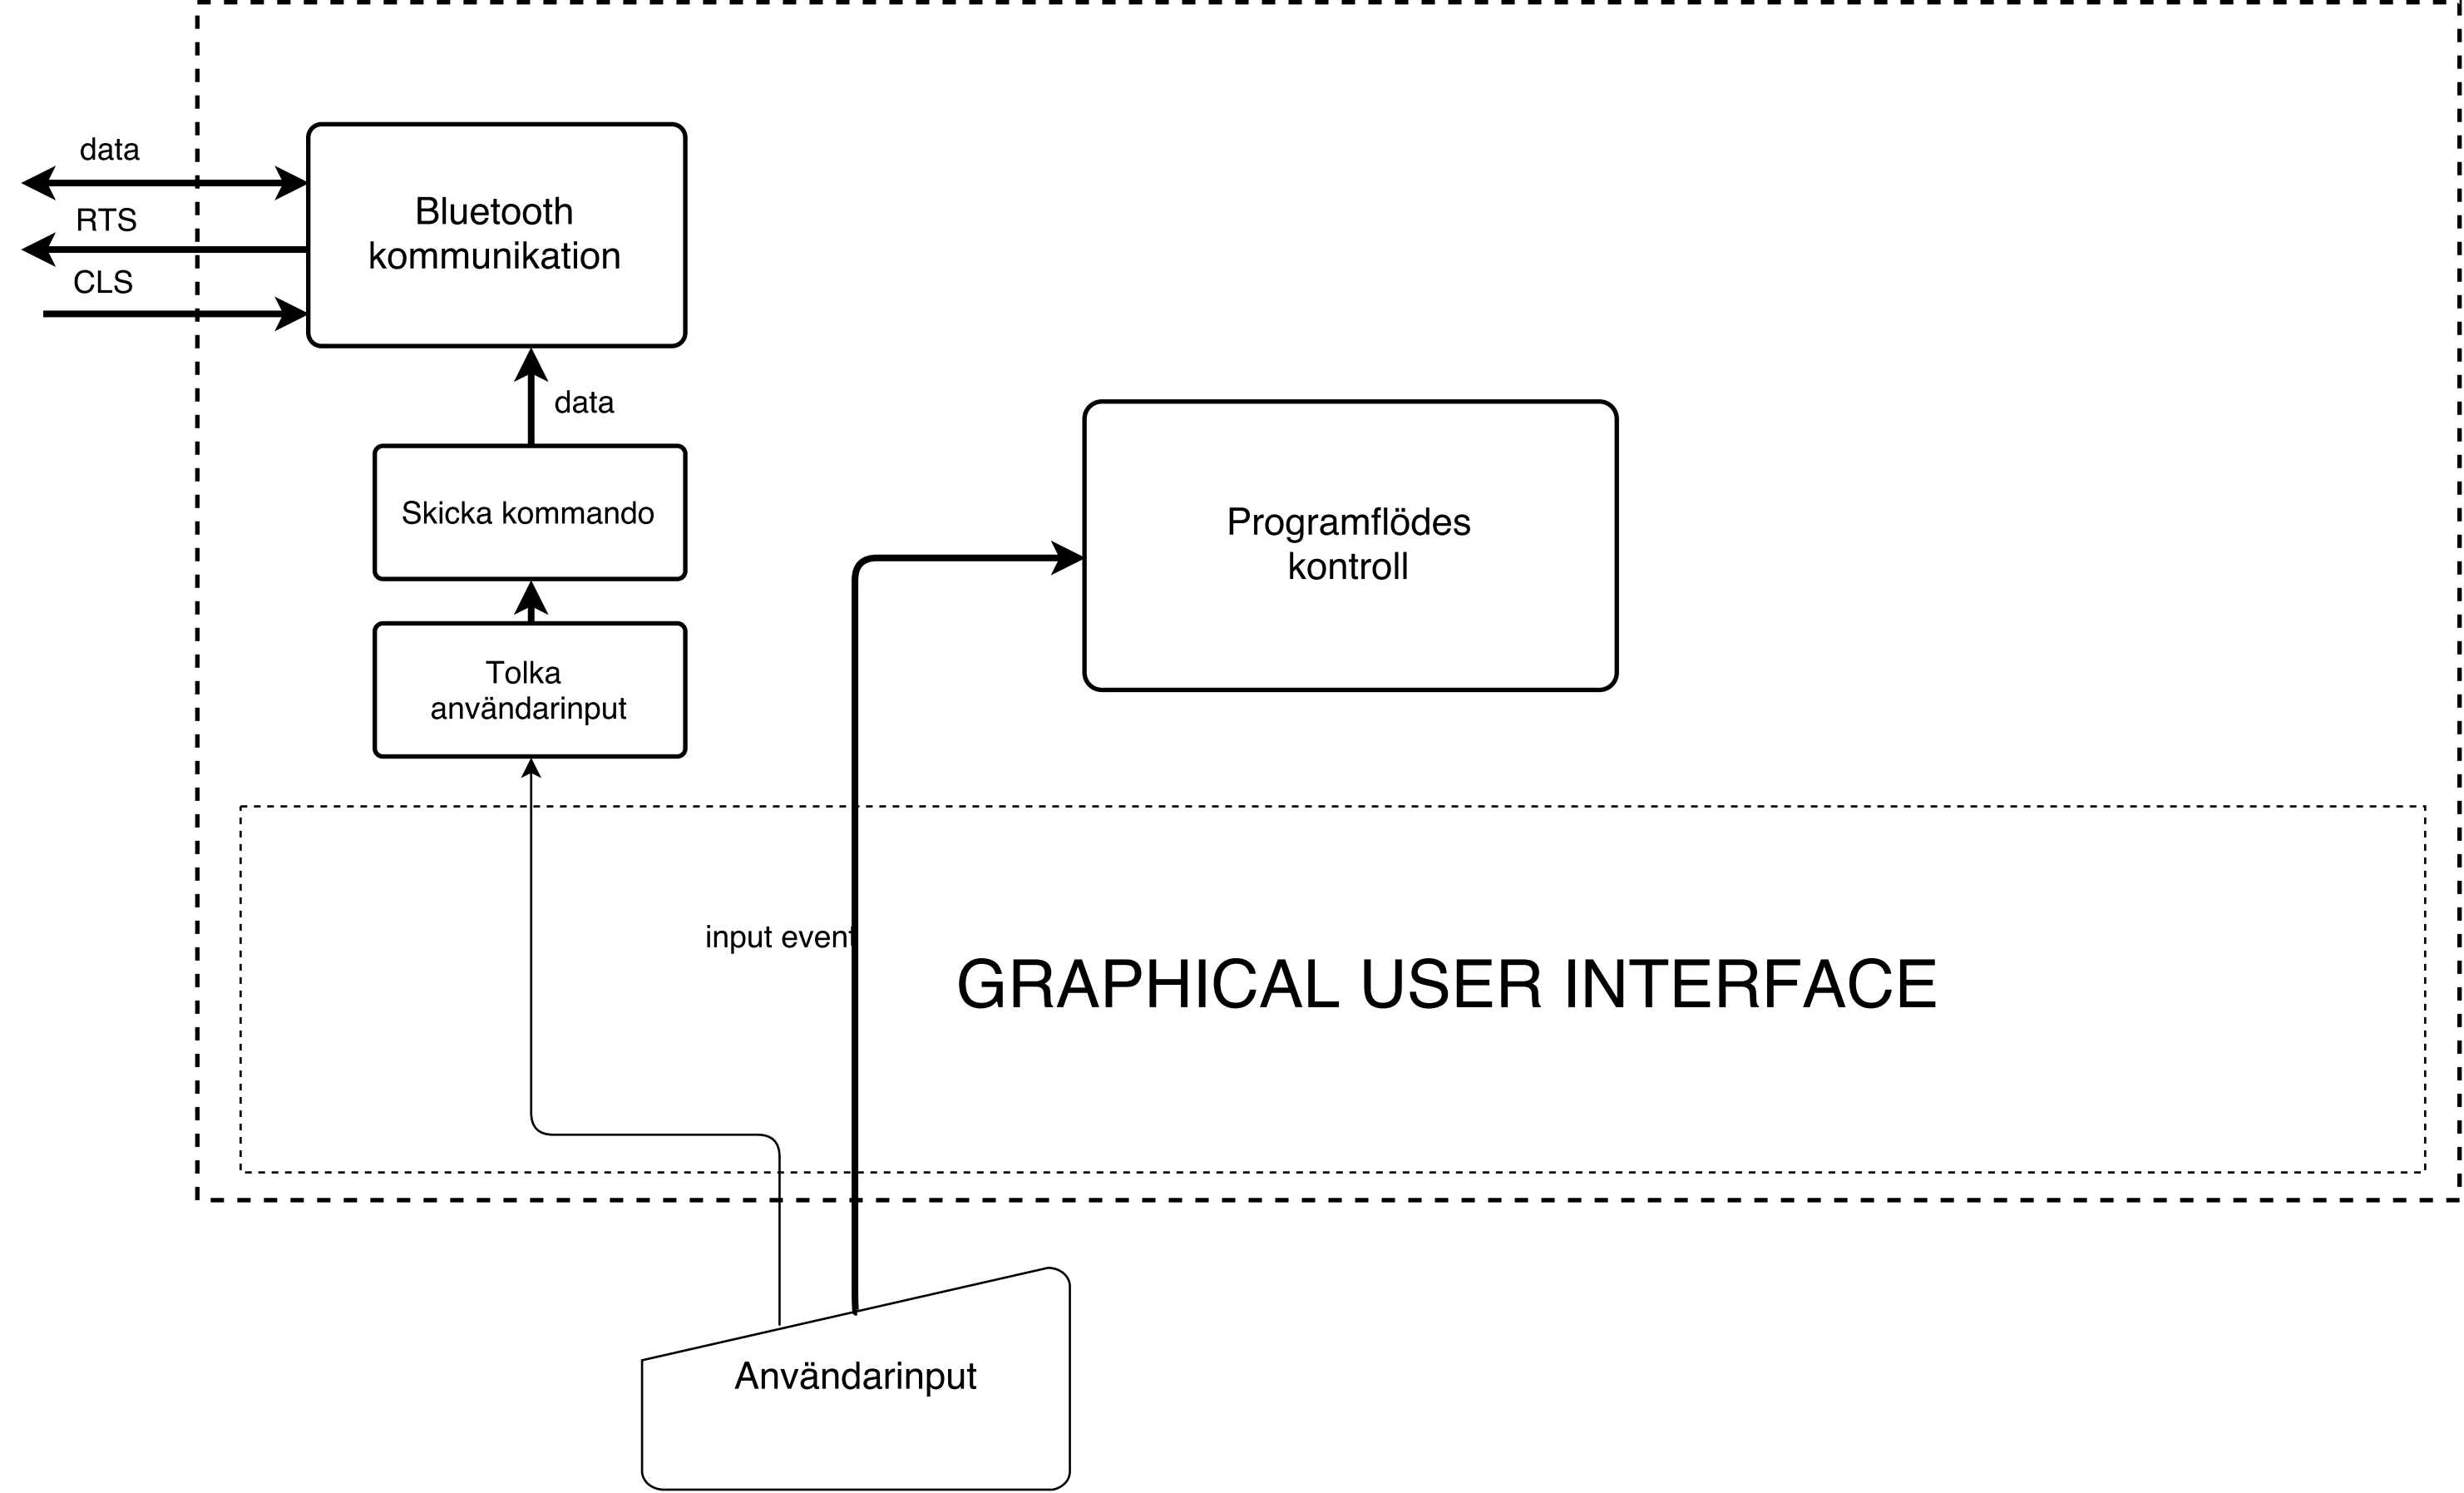 data
RTS
CLS
Bluetooth
kommunikation
data
Skicka kommando
Programflödes
kontroll
Tolka
användarinput
input event
GRAPHICAL USER INTERFACE
Användarinput